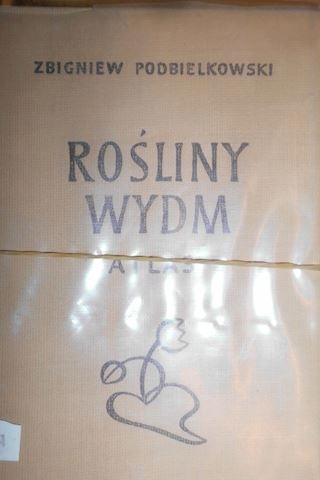 ZBIGNIEW PODBIELKOWSKI
ROŚLINY
WYDM
ATLAS